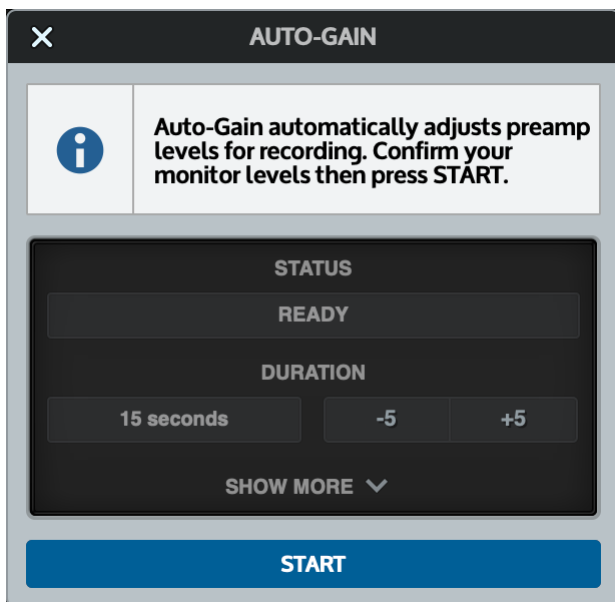 AUTO-GAIN
Auto-Gain automatically adjusts preamp
levels for recording. Confirm your
monitor levels then press START.
STATUS
READY
DURATION
15 seconds -5 +5
SHOW MORE
START